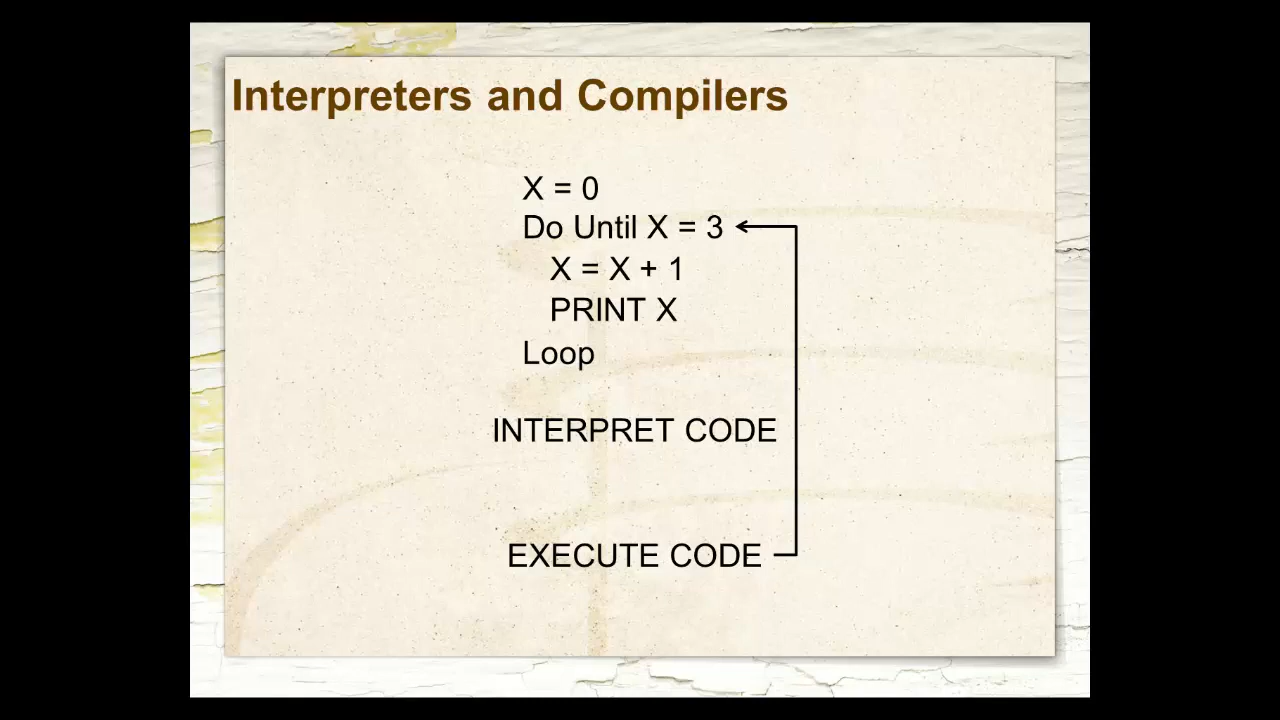 Interpreters and Compilers
X = 0
Do Until X = 3
X = X + 1
PRINT X
Loop
INTERPRET CODE
EXECUTE CODE